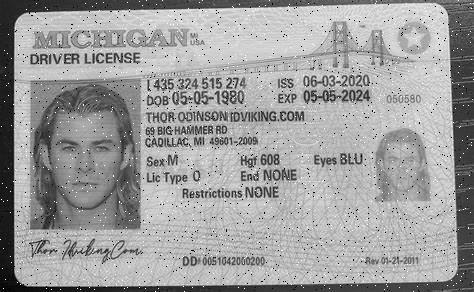 MICHIGAN MI USA
DRIVER LICENSE
L 435 324 515 274 ISS 06-03-2020
DOB 05-05-1980 EXP 05-05-2024 050580
THOR ODINSON IDVIKING.COM
69 BIG HAMMER RD
CADILLAC, MI 49601-2009
Sex M Hgt 608 Eyes BLU
Lic Type O End NONE
Restrictions NONE
Thor IdvikingCom.
DD# 0051042060200
Rev 01-21-2011